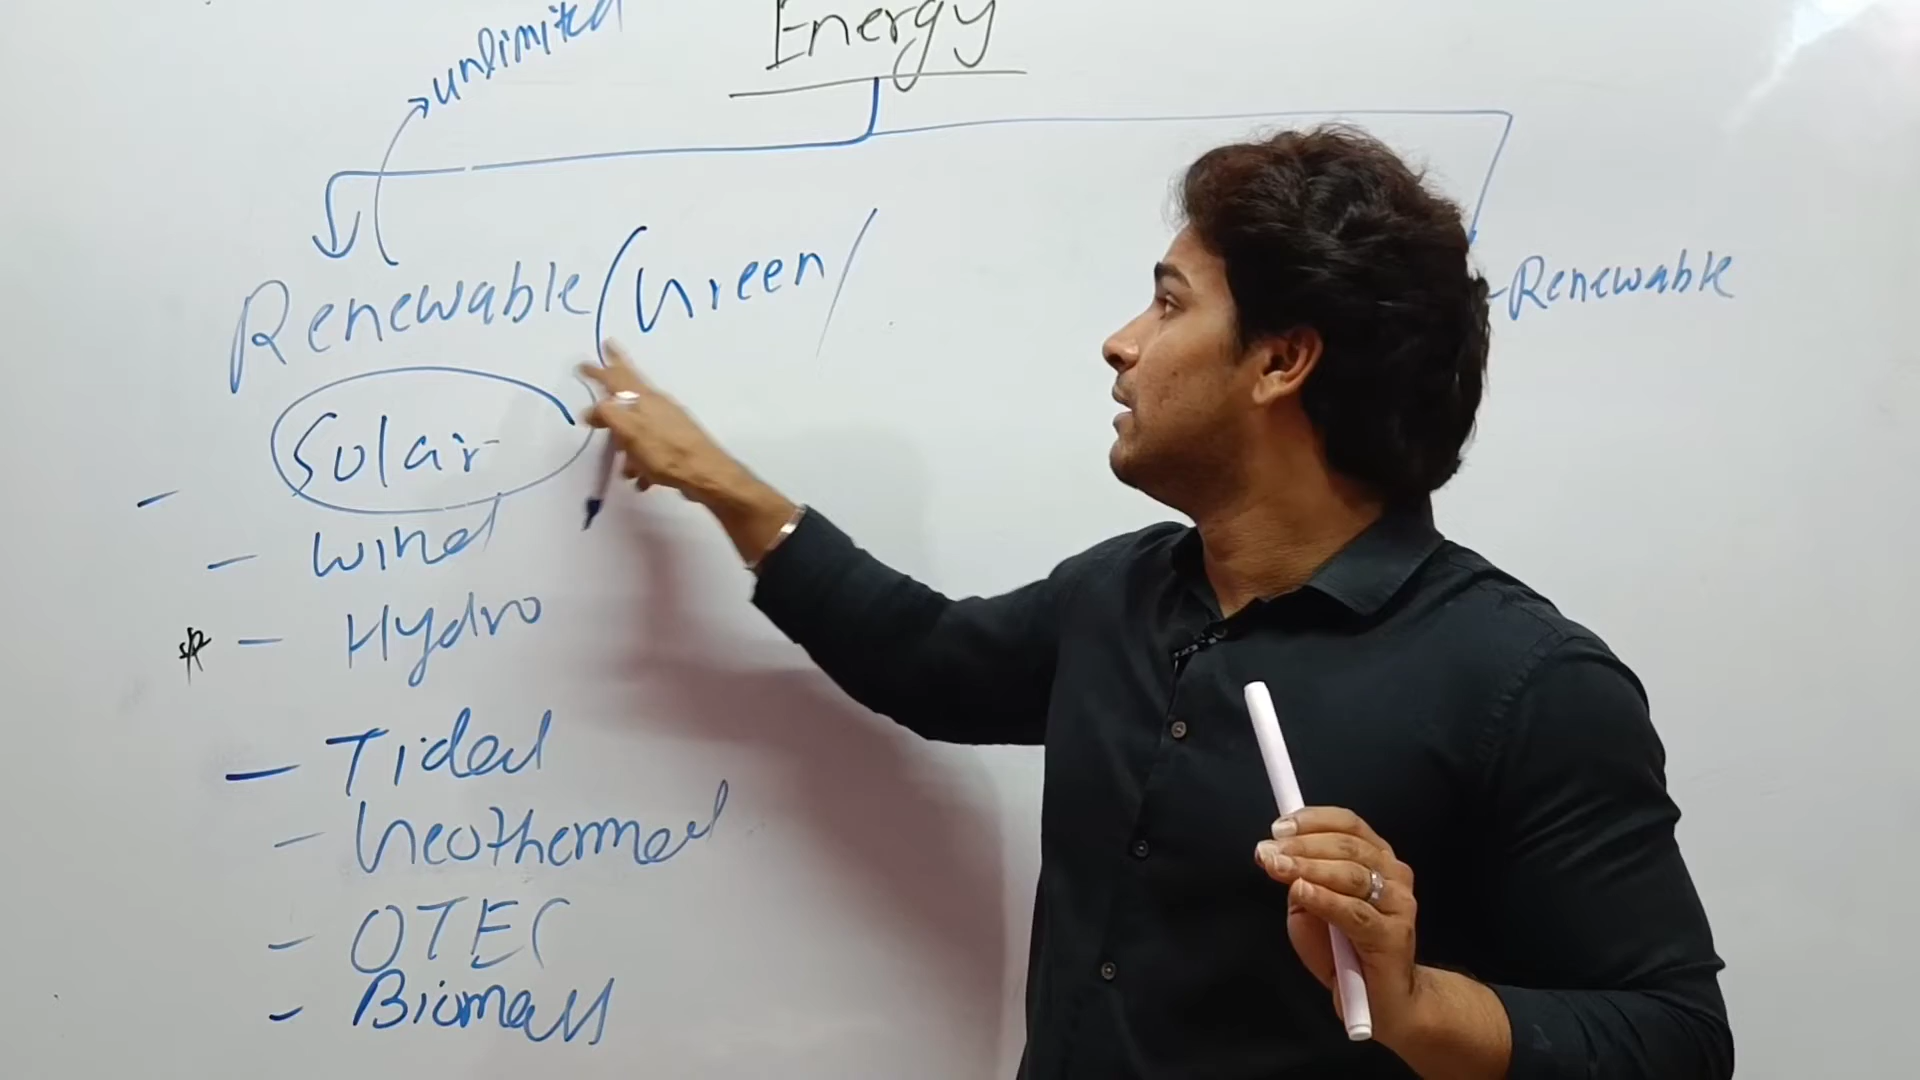 unlimited
Energy
Renewable (Green)
-Renewable
- Solar
- Wind
- Hydro
- Tidal
- Geothermal
- OTEC
- Biomass